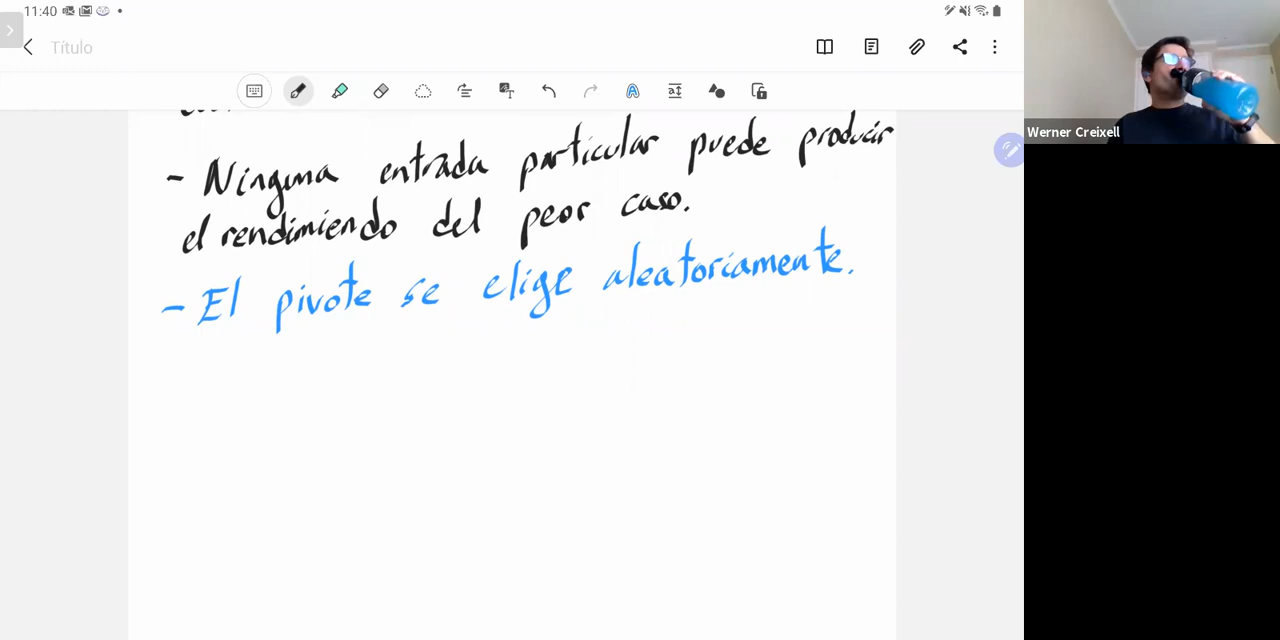 11:40
Título
- Ninguna entrada particular puede producir
el rendimiendo del peor caso.
- El pivote se elige aleatoriamente.
Werner Creixell